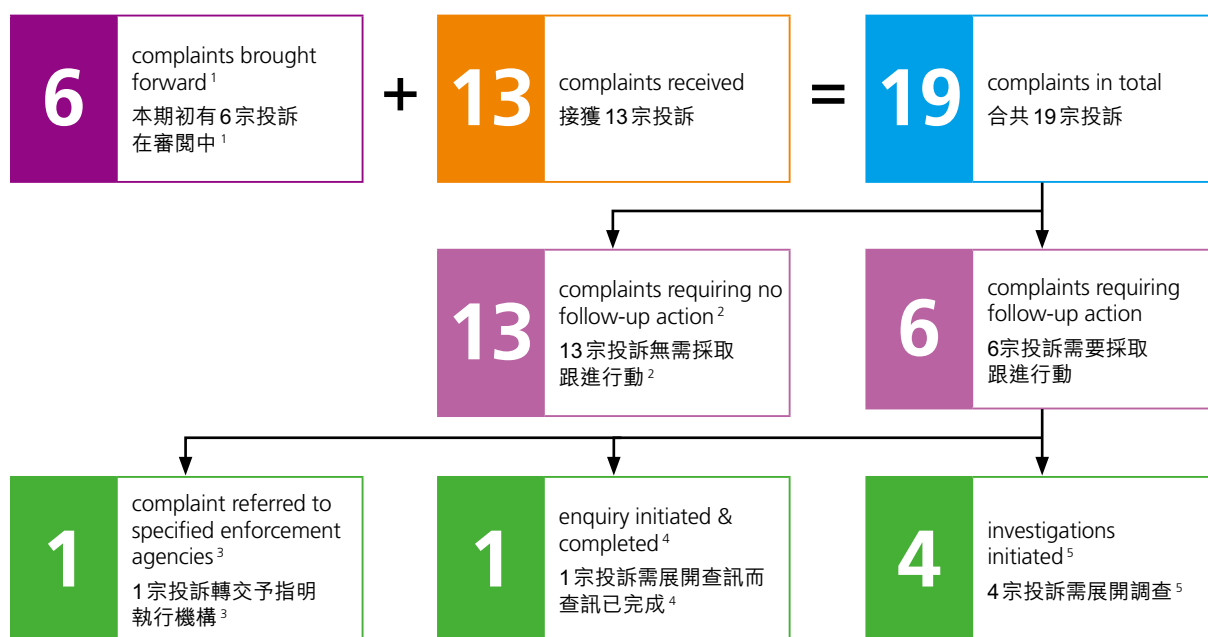 6
complaints brought
forward 1
本期初有 6 宗投訴
在審閱中 1
+
13
complaints received
接獲 13 宗投訴
=
19
complaints in total
合共 19 宗投訴
13
complaints requiring no
follow-up action 2
13 宗投訴無需採取
跟進行動 2
6
complaints requiring
follow-up action
6宗投訴需要採取
跟進行動
1
complaint referred to
specified enforcement
agencies 3
1 宗投訴轉交予指明
執行機構 3
1
enquiry initiated &
completed 4
1 宗投訴需展開查訊而
查訊已完成 4
4
investigations
initiated 5
4 宗投訴需展開調查 5